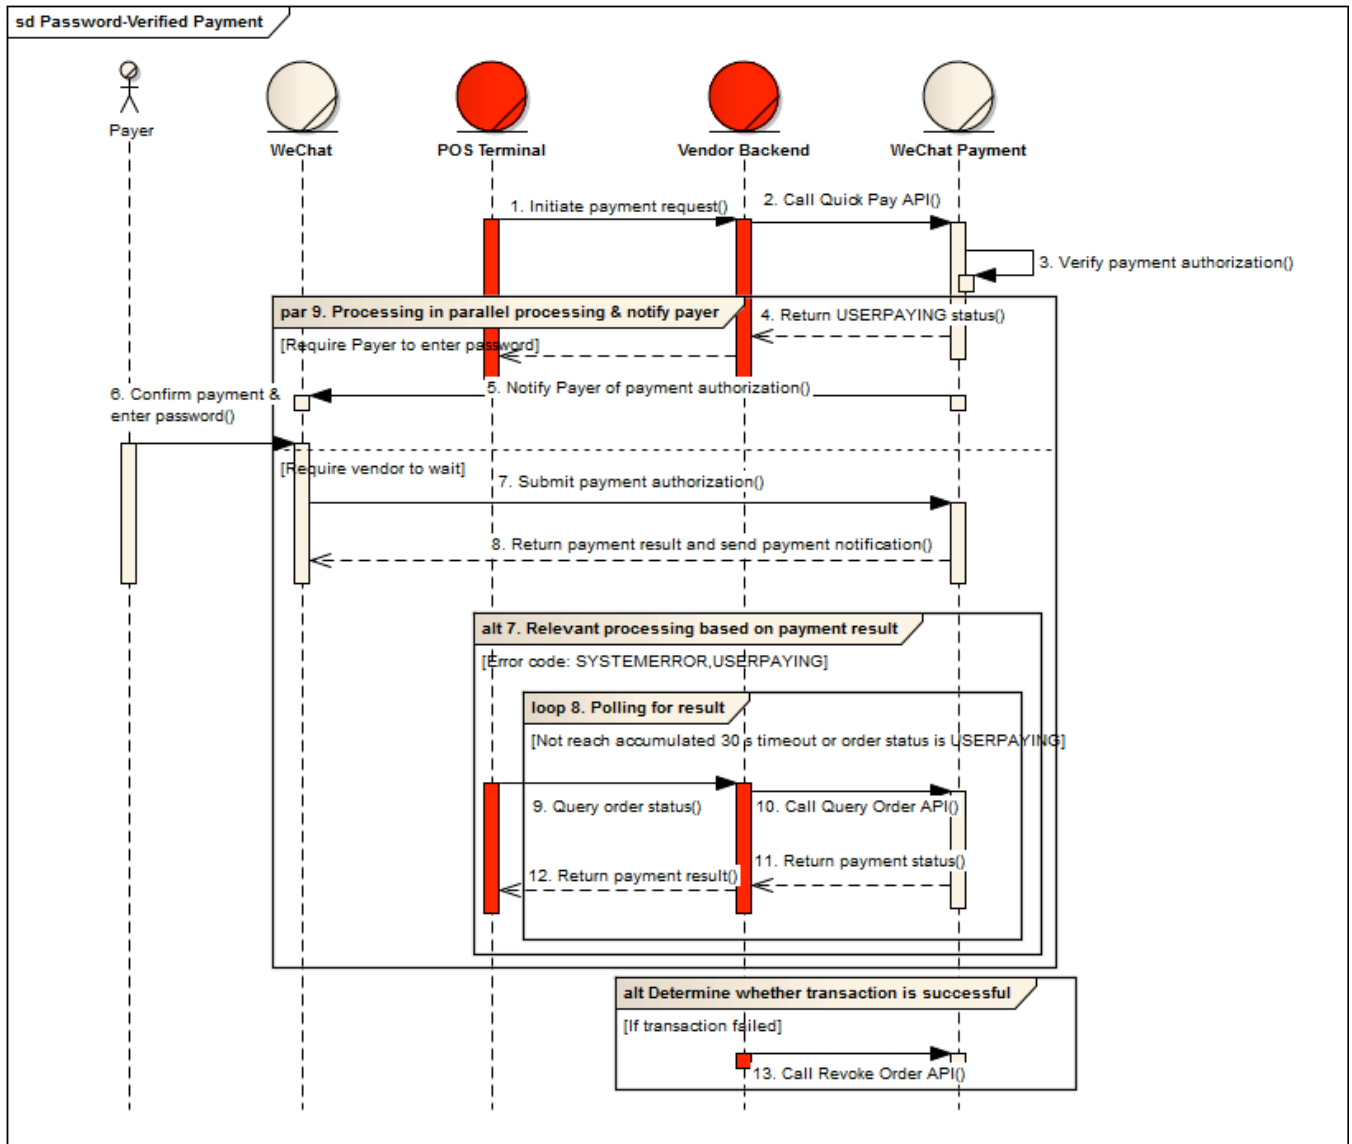 sd Password-Verified Payment
Payer
WeChat
POS Terminal
Vendor Backend
WeChat Payment
1. Initiate payment request()
2. Call Quick Pay API()
3. Verify payment authorization()
par 9. Processing in parallel processing & notify payer
4. Return USERPAYING status()
[Require Payer to enter password]
5. Notify Payer of payment authorization()
6. Confirm payment &
enter password()
[Require vendor to wait]
7. Submit payment authorization()
8. Return payment result and send payment notification()
alt 7. Relevant processing based on payment result
[Error code: SYSTEMERROR,USERPAYING]
loop 8. Polling for result
[Not reach accumulated 30 s timeout or order status is USERPAYING]
9. Query order status()
10. Call Query Order API()
11. Return payment status()
12. Return payment result()
alt Determine whether transaction is successful
[If transaction failed]
13. Call Revoke Order API()